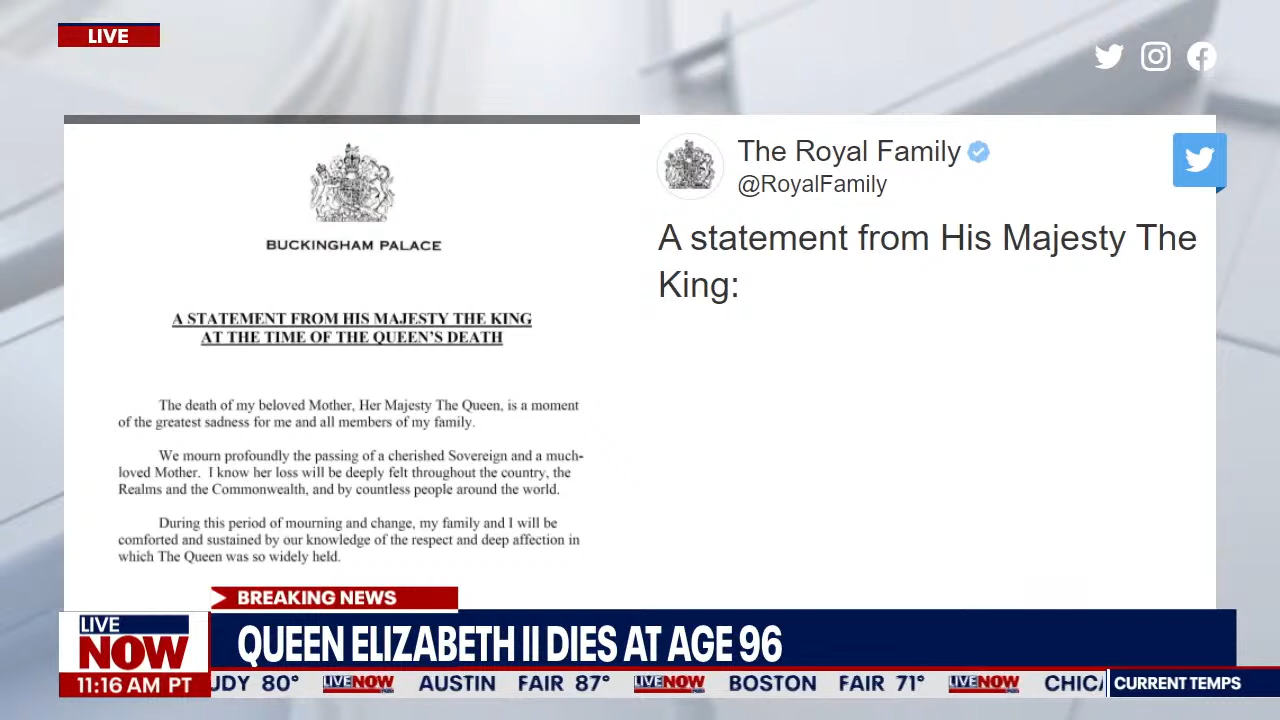 LIVE
BUCKINGHAM PALACE
A STATEMENT FROM HIS MAJESTY THE KING
AT THE TIME OF THE QUEEN'S DEATH
The death of my beloved Mother, Her Majesty The Queen, is a moment
of the greatest sadness for me and all members of my family.
We mourn profoundly the passing of a cherished Sovereign and a much-
loved Mother. I know her loss will be deeply felt throughout the country, the
Realms and the Commonwealth, and by countless people around the world.
During this period of mourning and change, my family and I will be
comforted and sustained by our knowledge of the respect and deep affection in
which The Queen was so widely held.
The Royal Family
@RoyalFamily
A statement from His Majesty The
King:
BREAKING NEWS
LIVE
NOW
QUEEN ELIZABETH II DIES AT AGE 96
11:16 AM PT
UDY 80° LIVENOW AUSTIN FAIR 87° LIVENOW BOSTON FAIR 71° LIVENOW CHICA CURRENT TEMPS